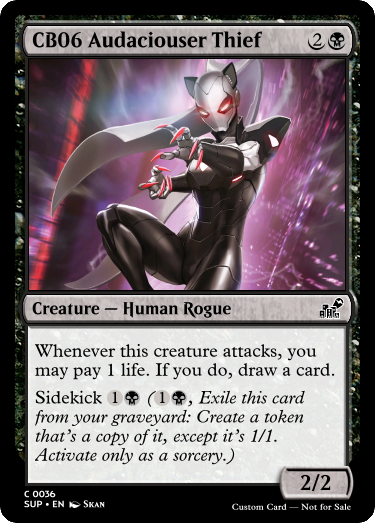 CB06 Audaciouser Thief 2
Creature — Human Rogue
Whenever this creature attacks, you
may pay 1 life. If you do, draw a card.
Sidekick 1 (1, Exile this card
from your graveyard: Create a token
that's a copy of it, except it's 1/1.
Activate only as a sorcery.)
2/2
C 0036
SUP • EN SKAN
Custom Card — Not for Sale